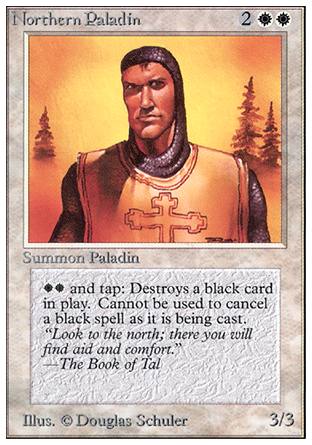 Northern Paladin 2
Summon Paladin
and tap: Destroys a black card
in play. Cannot be used to cancel
a black spell as it is being cast.
“Look to the north; there you will
find aid and comfort.”
—The Book of Tal
Illus. © Douglas Schuler 3/3